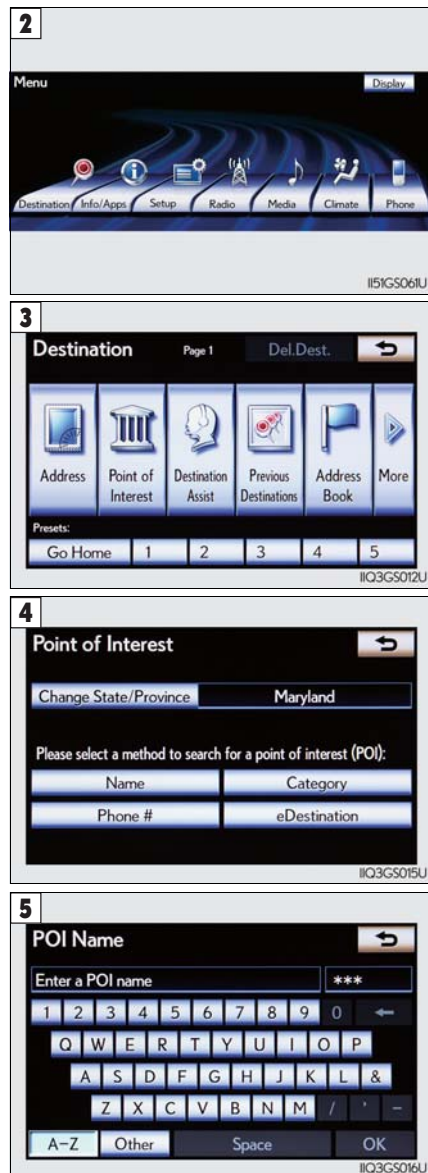 2
Menu Display
Destination Info/Apps Setup Radio Media Climate Phone
II51GS061U
3
Destination Page 1 Del.Dest.
Address Point of Interest Destination Assist Previous Destinations Address Book More
Presets:
Go Home 1 2 3 4 5
IIQ3GS012U
4
Point of Interest
Change State/Province Maryland
Please select a method to search for a point of interest (POI):
Name Category
Phone # eDestination
IIQ3GS015U
5
POI Name
Enter a POI name ***
1 2 3 4 5 6 7 8 9 0 ←
Q W E R T Y U I O P
A S D F G H J K L &
Z X C V B N M / ' -
A-Z Other Space OK
IIQ3GS016U